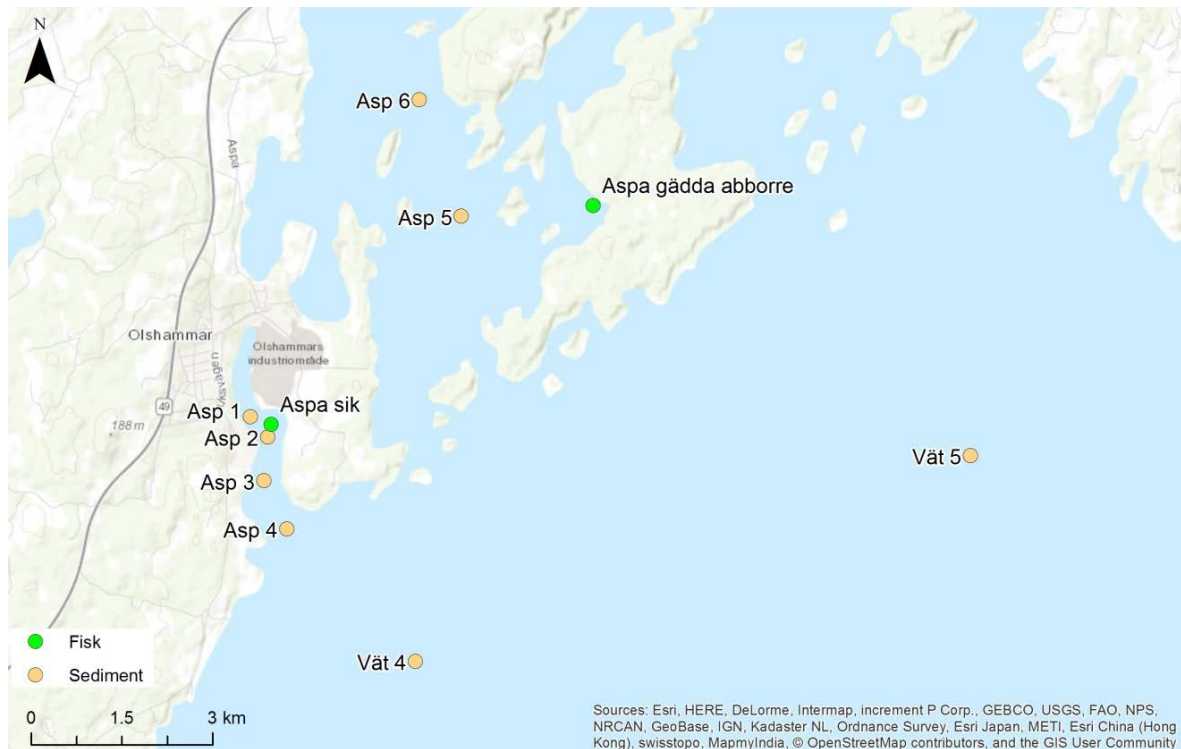 N
Asp 6
Aspa
Aspa gädda abborre
Asp 5
Olshammar
Olshammars
industriområde
49
Asp 1
Aspa sik
188 m
Asp 2
Vät 5
Asp 3
Asp 4
Fisk
Vät 4
Sediment
0 1.5 3 km
Sources: Esri, HERE, DeLorme, Intermap, increment P Corp., GEBCO, USGS, FAO, NPS,
NRCAN, GeoBase, IGN, Kadaster NL, Ordnance Survey, Esri Japan, METI, Esri China (Hong
Kong), swisstopo, MapmyIndia, © OpenStreetMap contributors, and the GIS User Community